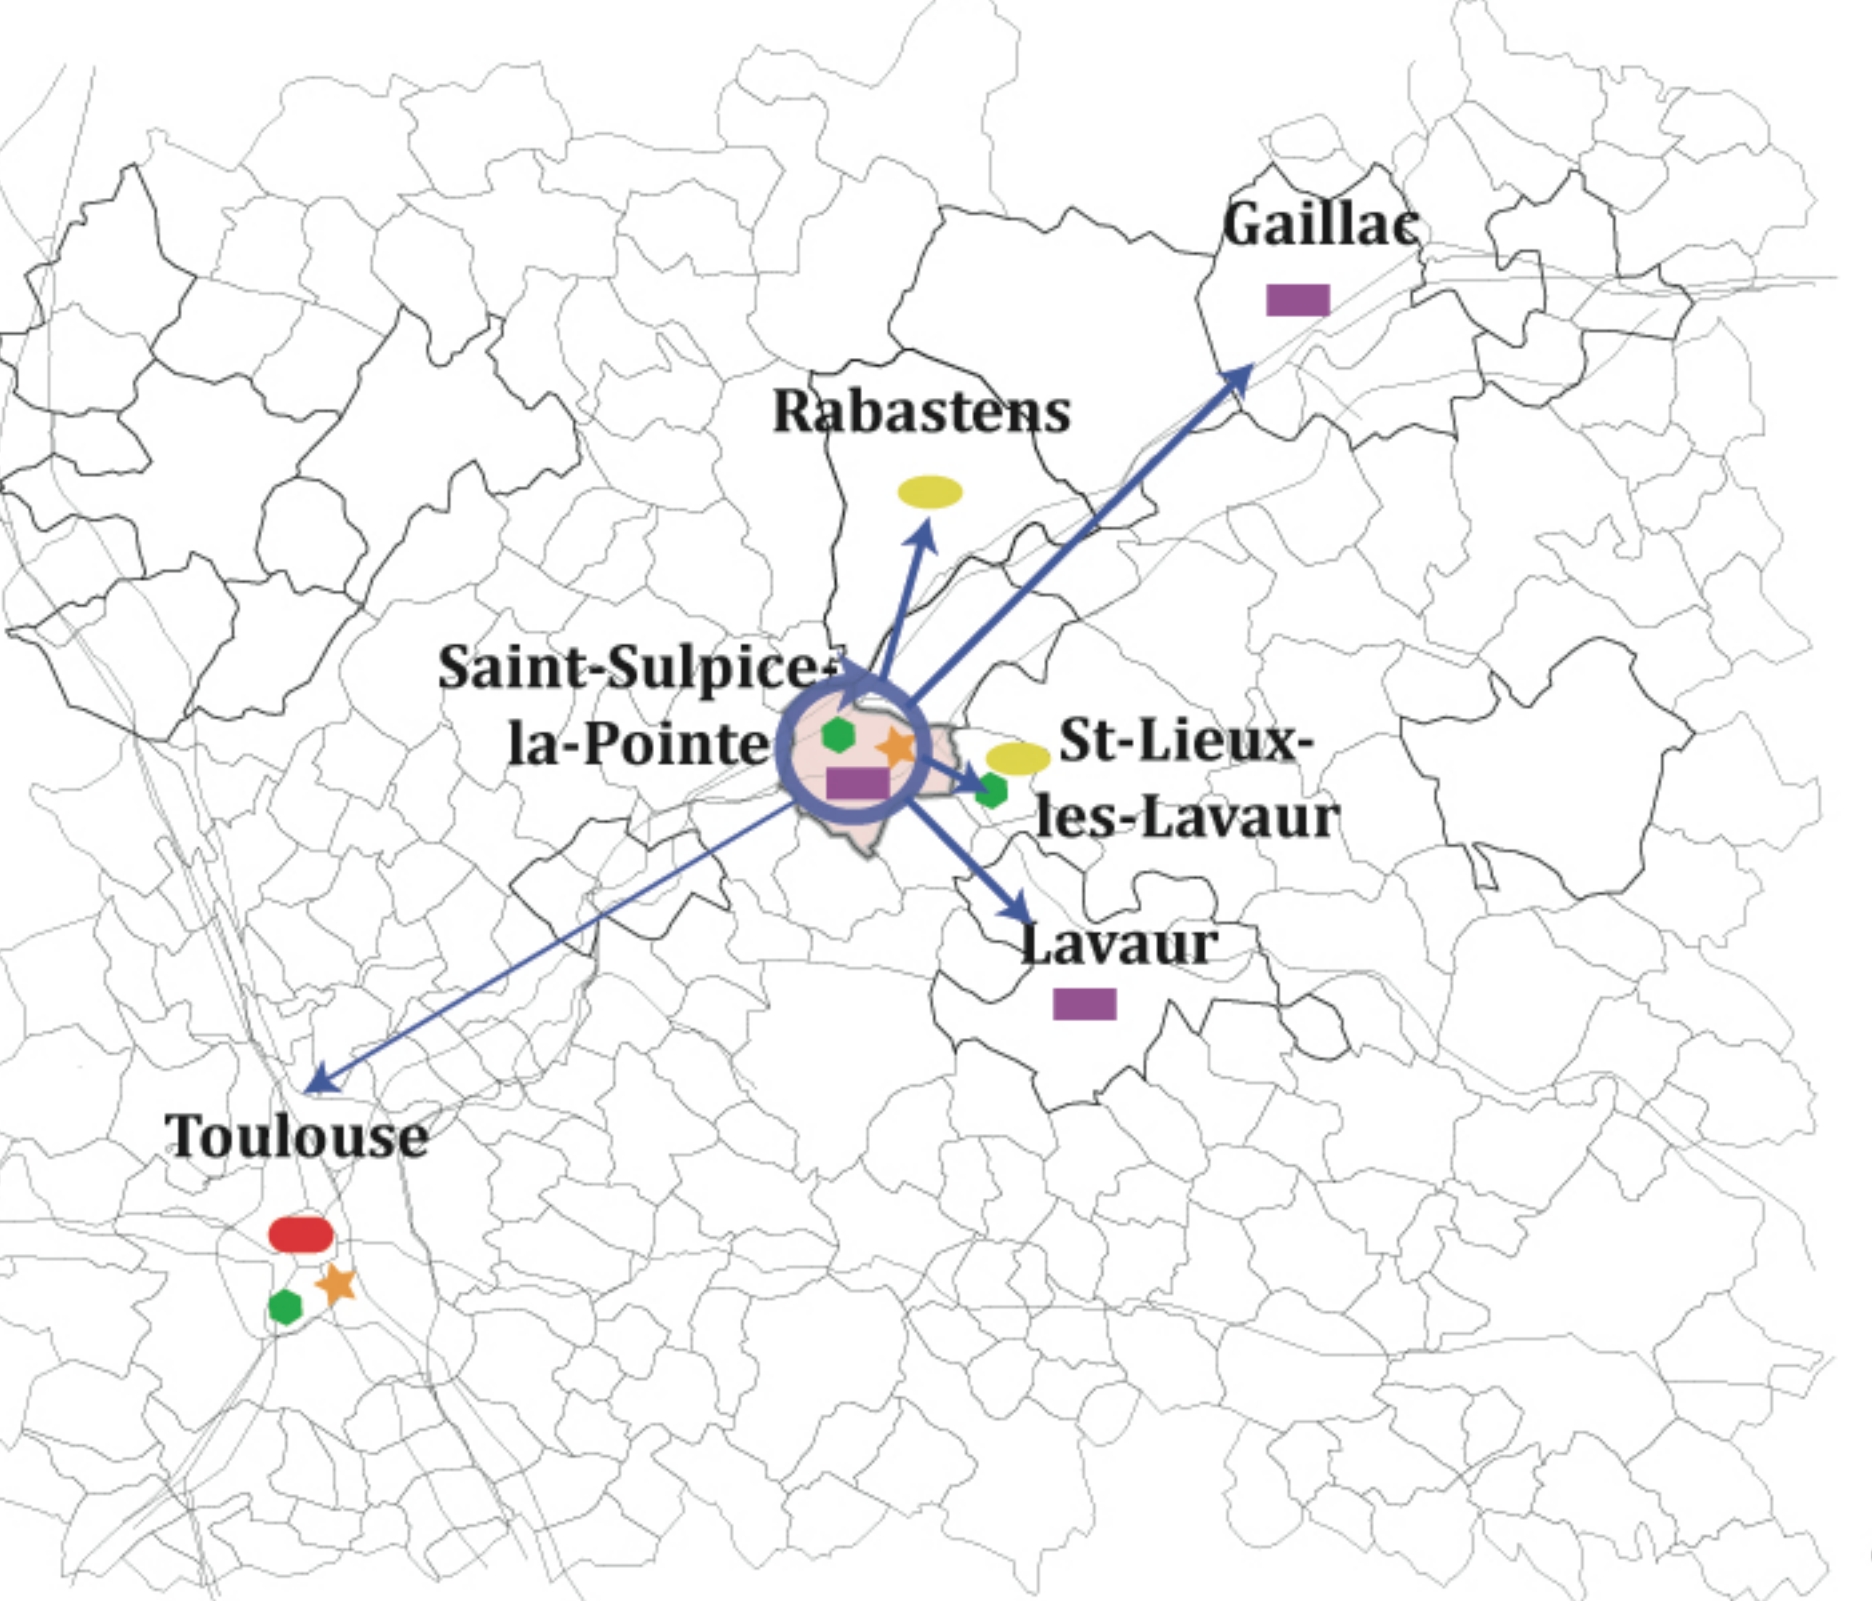 Gaillac
Rabastens
Saint-Sulpice-
la-Pointe
St-Lieux-
les-Lavaur
Lavaur
Toulouse